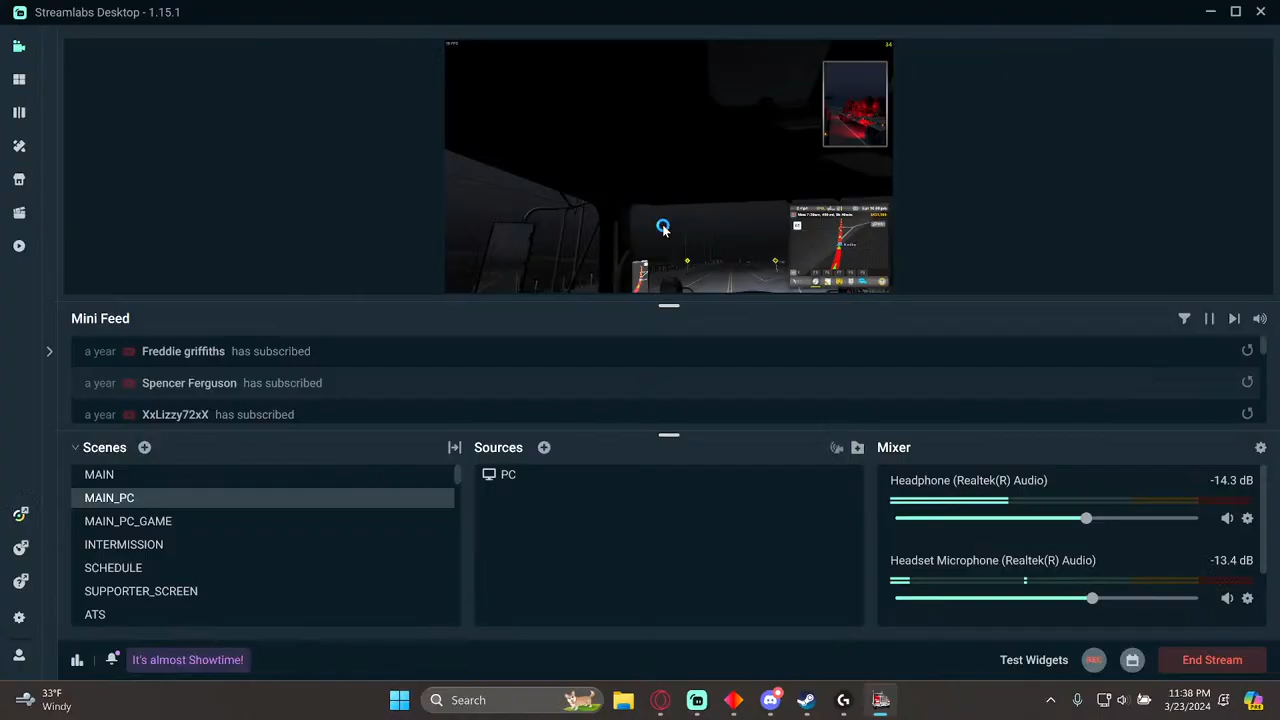 Streamlabs Desktop - 1.15.1
34
Mini Feed
a year Freddie griffiths has subscribed
a year Spencer Ferguson has subscribed
a year XxLizzy72xX has subscribed
Scenes
Sources
Mixer
MAIN
MAIN_PC
MAIN_PC_GAME
INTERMISSION
SCHEDULE
SUPPORTER_SCREEN
ATS
PC
Headphone (Realtek(R) Audio) -14.3 dB
Headset Microphone (Realtek(R) Audio) -13.4 dB
It's almost Showtime!
Test Widgets
REC
End Stream
33°F
Windy
Search
11:38 PM
3/23/2024